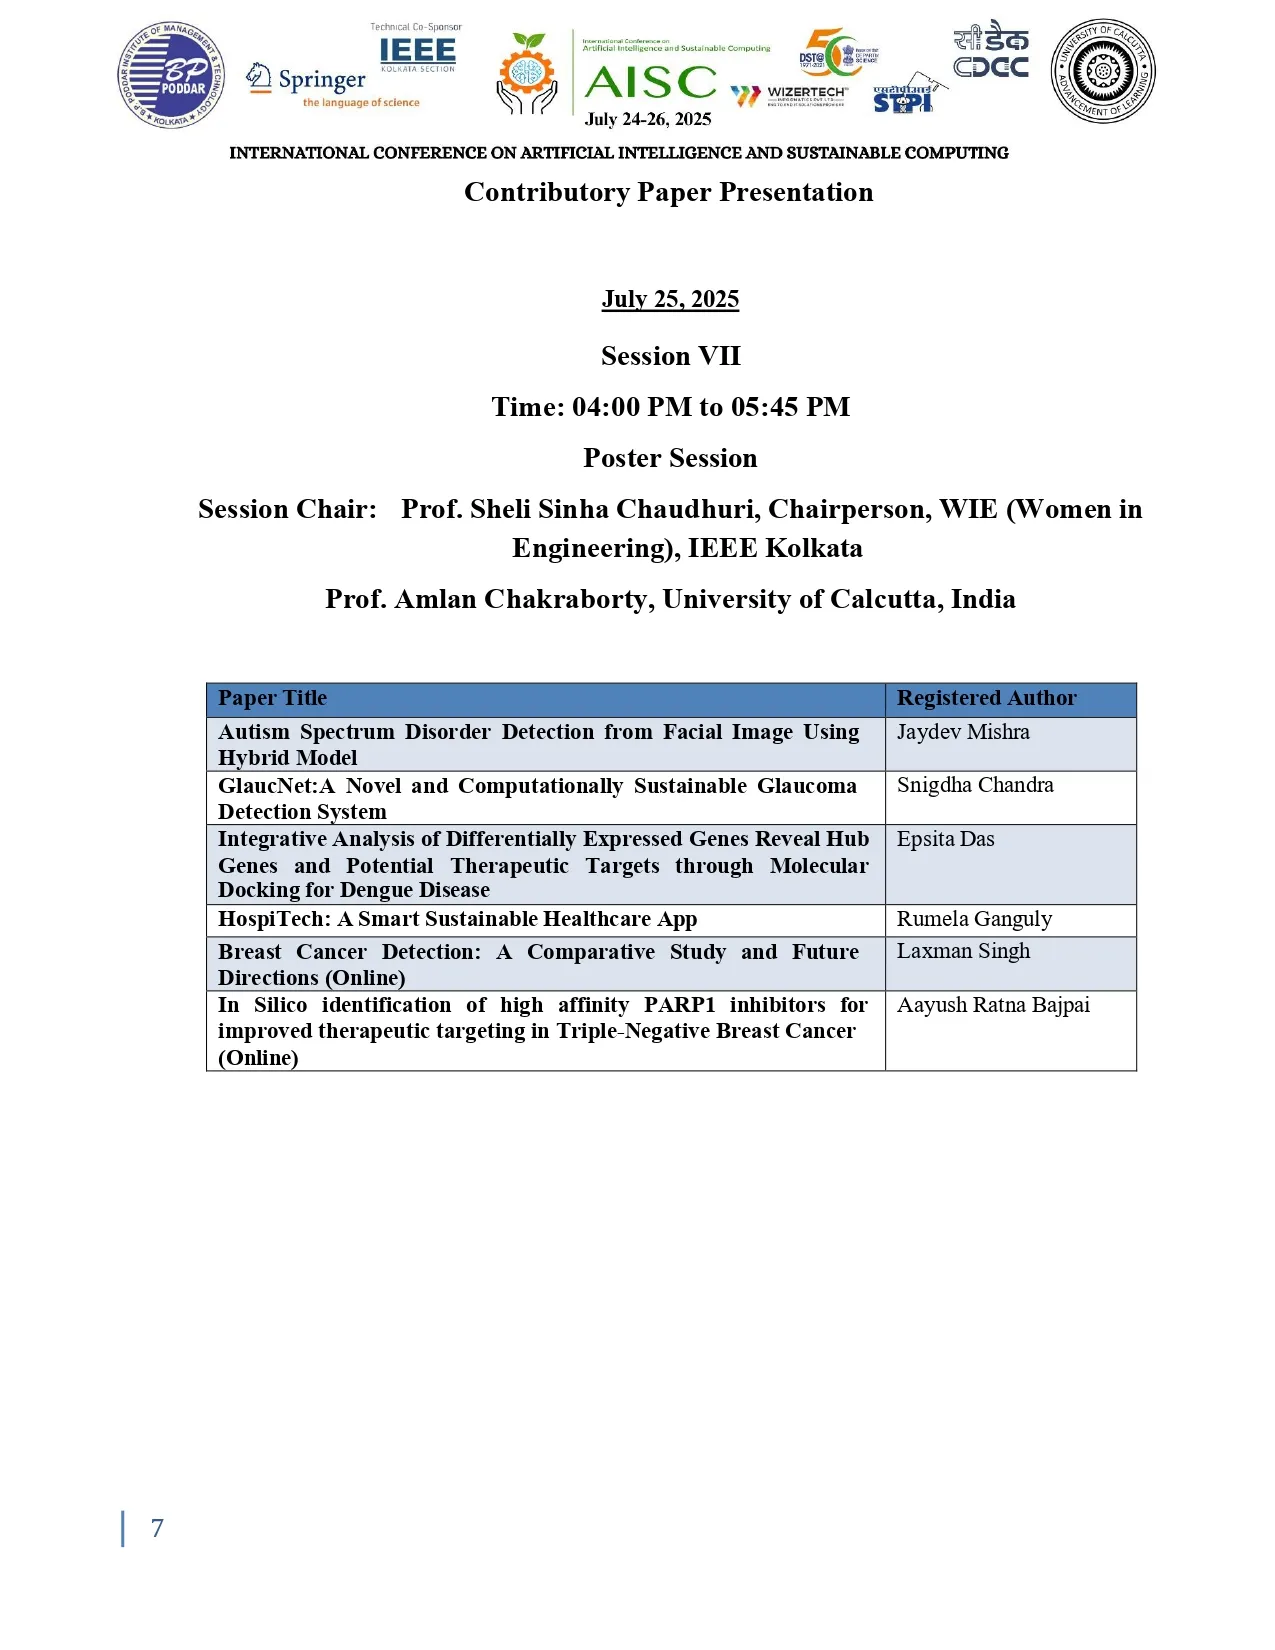 Technical Co-Sponsor
IEEE
KOLKATA SECTION
B.P. PODDAR INSTITUTE OF MANAGEMENT & TECHNOLOGY
KOLKATA
BP
PODDAR
Springer
the language of science
International Conference on
Artificial Intelligence and Sustainable Computing
AISC
July 24-26, 2025
DST@
1971-2021
WIZERTECH
एसटीपीआई
STPI
सी डैक
CDCC
UNIVERSITY OF CALCUTTA
ADVANCEMENT OF LEARNING
INTERNATIONAL CONFERENCE ON ARTIFICIAL INTELLIGENCE AND SUSTAINABLE COMPUTING
Contributory Paper Presentation
July 25, 2025
Session VII
Time: 04:00 PM to 05:45 PM
Poster Session
Session Chair: Prof. Sheli Sinha Chaudhuri, Chairperson, WIE (Women in
Engineering), IEEE Kolkata
Prof. Amlan Chakraborty, University of Calcutta, India
Paper Title Registered Author
Autism Spectrum Disorder Detection from Facial Image Using Jaydev Mishra
Hybrid Model
GlaucNet:A Novel and Computationally Sustainable Glaucoma Snigdha Chandra
Detection System
Integrative Analysis of Differentially Expressed Genes Reveal Hub Epsita Das
Genes and Potential Therapeutic Targets through Molecular
Docking for Dengue Disease
HospiTech: A Smart Sustainable Healthcare App Rumela Ganguly
Breast Cancer Detection: A Comparative Study and Future Laxman Singh
Directions (Online)
In Silico identification of high affinity PARP1 inhibitors for Aayush Ratna Bajpai
improved therapeutic targeting in Triple-Negative Breast Cancer
(Online)
7